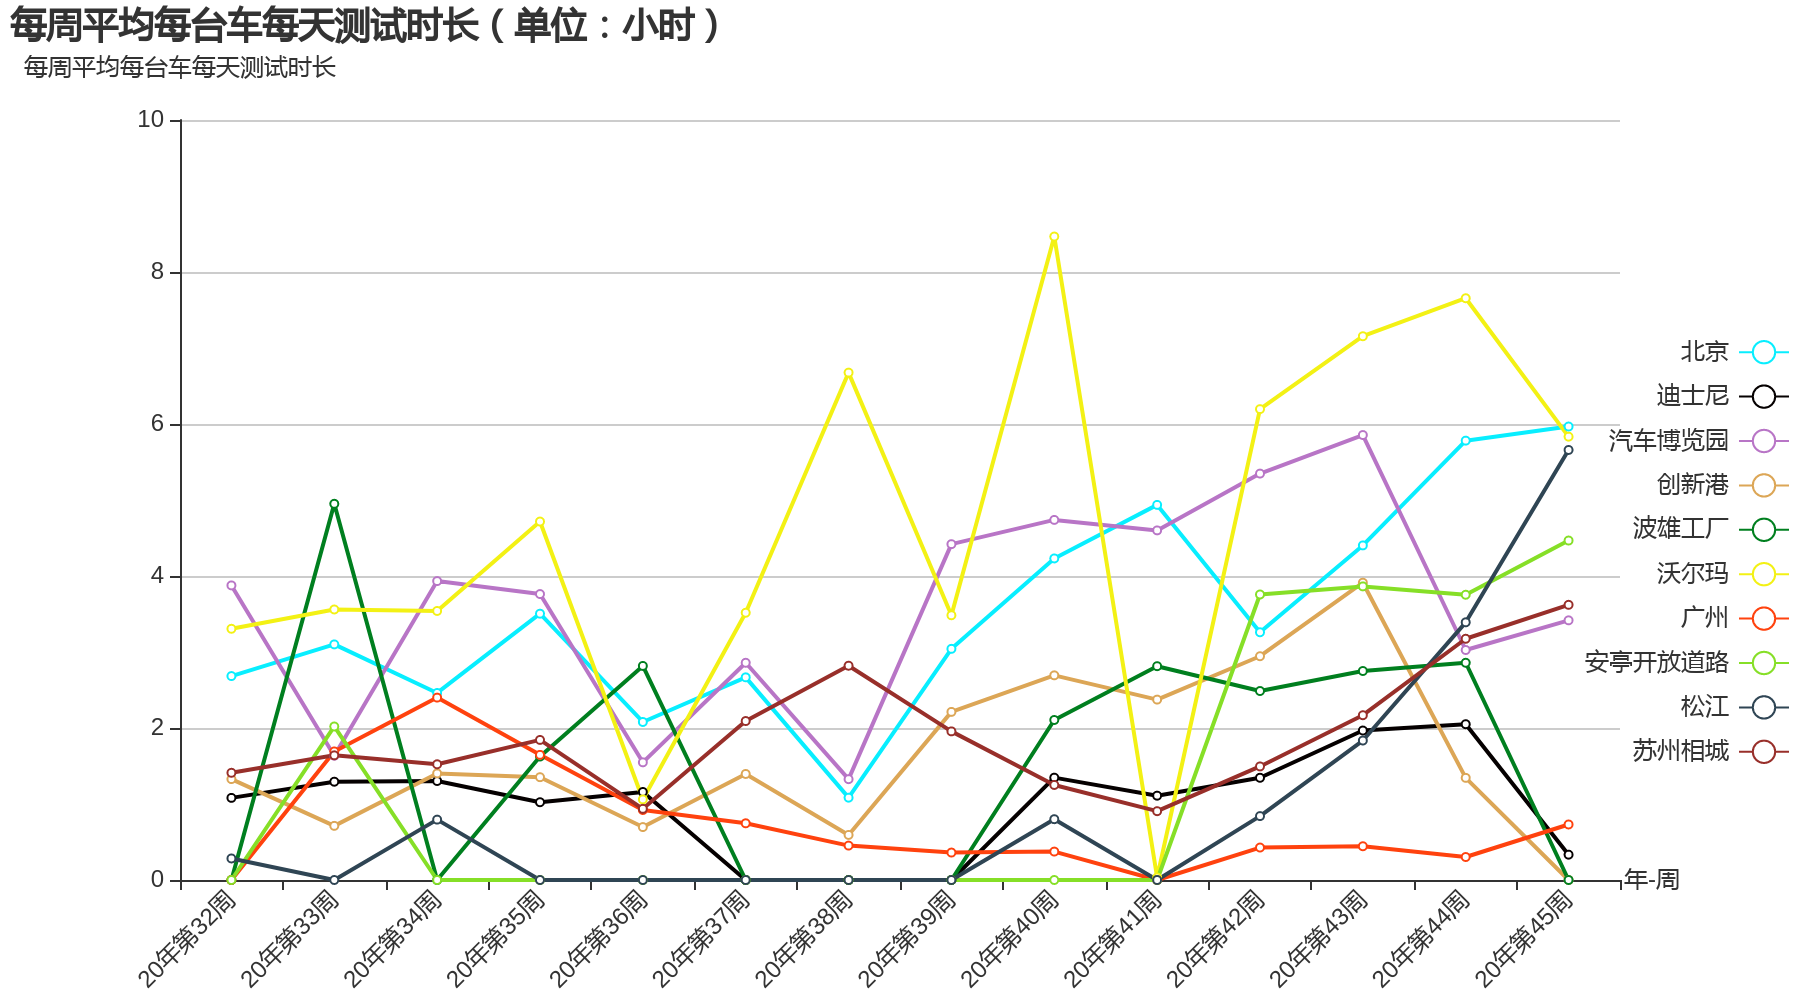 每周平均每台车每天测试时长（单位：小时）
每周平均每台车每天测试时长
10
8
6
4
2
0
北京
迪士尼
汽车博览园
创新港
波雄工厂
沃尔玛
广州
安亭开放道路
松江
苏州相城
年-周
20年第32周
20年第33周
20年第34周
20年第35周
20年第36周
20年第37周
20年第38周
20年第39周
20年第40周
20年第41周
20年第42周
20年第43周
20年第44周
20年第45周